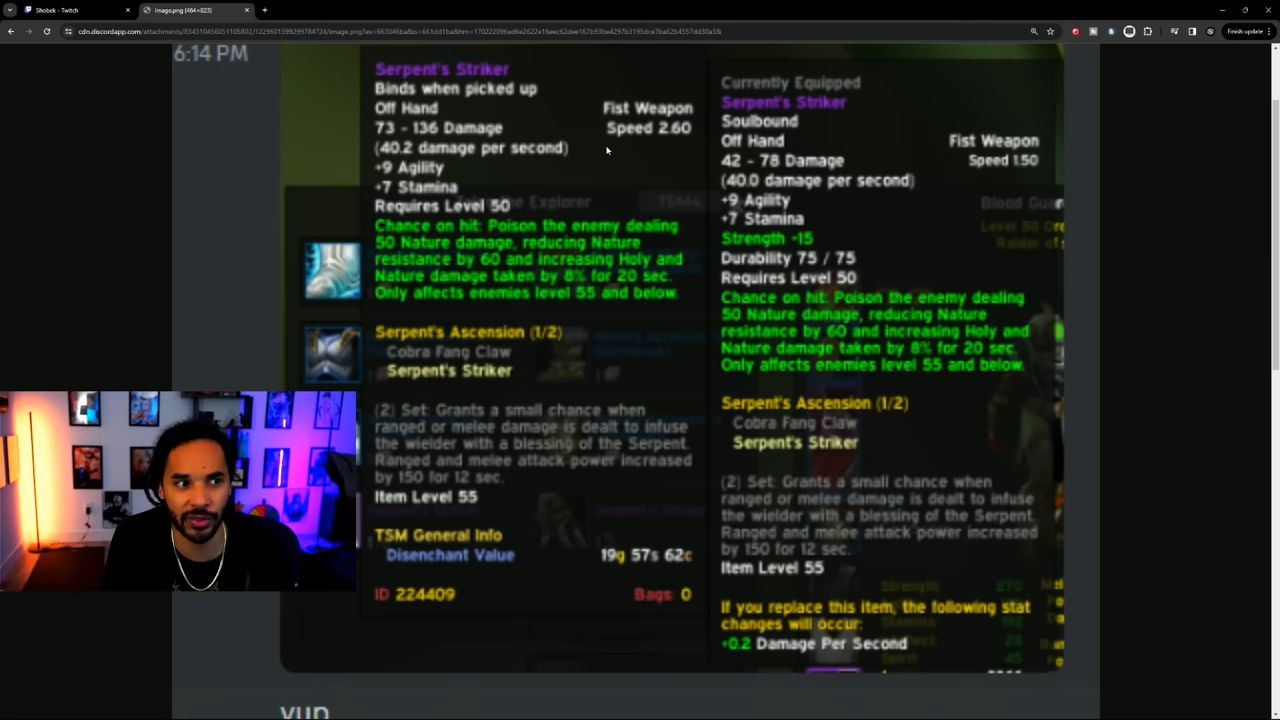 Shobek - Twitch
image.png (464×823)
Finish update
6:14 PM
Serpent's Striker
Binds when picked up
Off Hand Fist Weapon
73 - 136 Damage Speed 2.60
(40.2 damage per second)
+9 Agility
+7 Stamina
Requires Level 50
Chance on hit: Poison the enemy dealing
50 Nature damage, reducing Nature
resistance by 60 and increasing Holy and
Nature damage taken by 8% for 20 sec.
Only affects enemies level 55 and below.
Serpent's Ascension (1/2)
Cobra Fang Claw
Serpent's Striker
(2) Set: Grants a small chance when
ranged or melee damage is dealt to infuse
the wielder with a blessing of the Serpent.
Ranged and melee attack power increased
by 150 for 12 sec.
Item Level 55
TSM General Info
Disenchant Value 19g 57s 62c
ID 224409 Bags: 0
Explorer
Currently Equipped
Serpent's Striker
Soulbound
Off Hand Fist Weapon
42 - 78 Damage Speed 1.50
(40.0 damage per second)
+9 Agility
+7 Stamina
Strength +15
Durability 75 / 75
Requires Level 50
Chance on hit: Poison the enemy dealing
50 Nature damage, reducing Nature
resistance by 60 and increasing Holy and
Nature damage taken by 8% for 20 sec.
Only affects enemies level 55 and below.
Serpent's Ascension (1/2)
Cobra Fang Claw
Serpent's Striker
(2) Set: Grants a small chance when
ranged or melee damage is dealt to infuse
the wielder with a blessing of the Serpent.
Ranged and melee attack power increased
by 150 for 12 sec.
Item Level 55
If you replace this item, the following stat
changes will occur:
+0.2 Damage Per Second
Strength: 270
yup